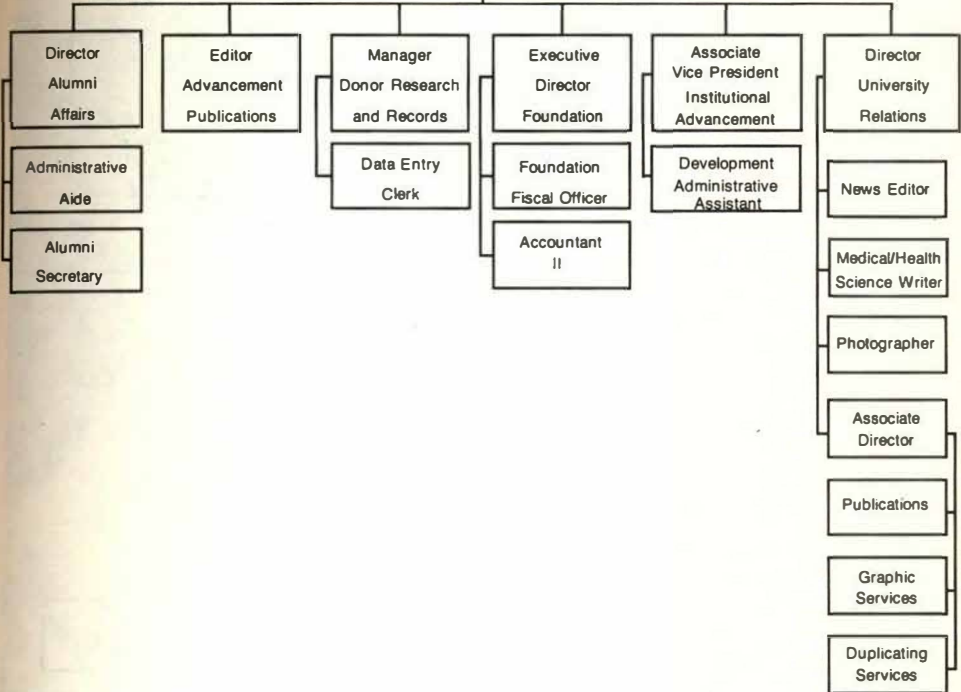 Director
Alumni
Affairs
Administrative
Aide
Alumni
Secretary
Editor
Advancement
Publications
Manager
Donor Research
and Records
Data Entry
Clerk
Executive
Director
Foundation
Foundation
Fiscal Officer
Accountant
II
Associate
Vice President
Institutional
Advancement
Development
Administrative
Assistant
Director
University
Relations
News Editor
Medical/Health
Science Writer
Photographer
Associate
Director
Publications
Graphic
Services
Duplicating
Services